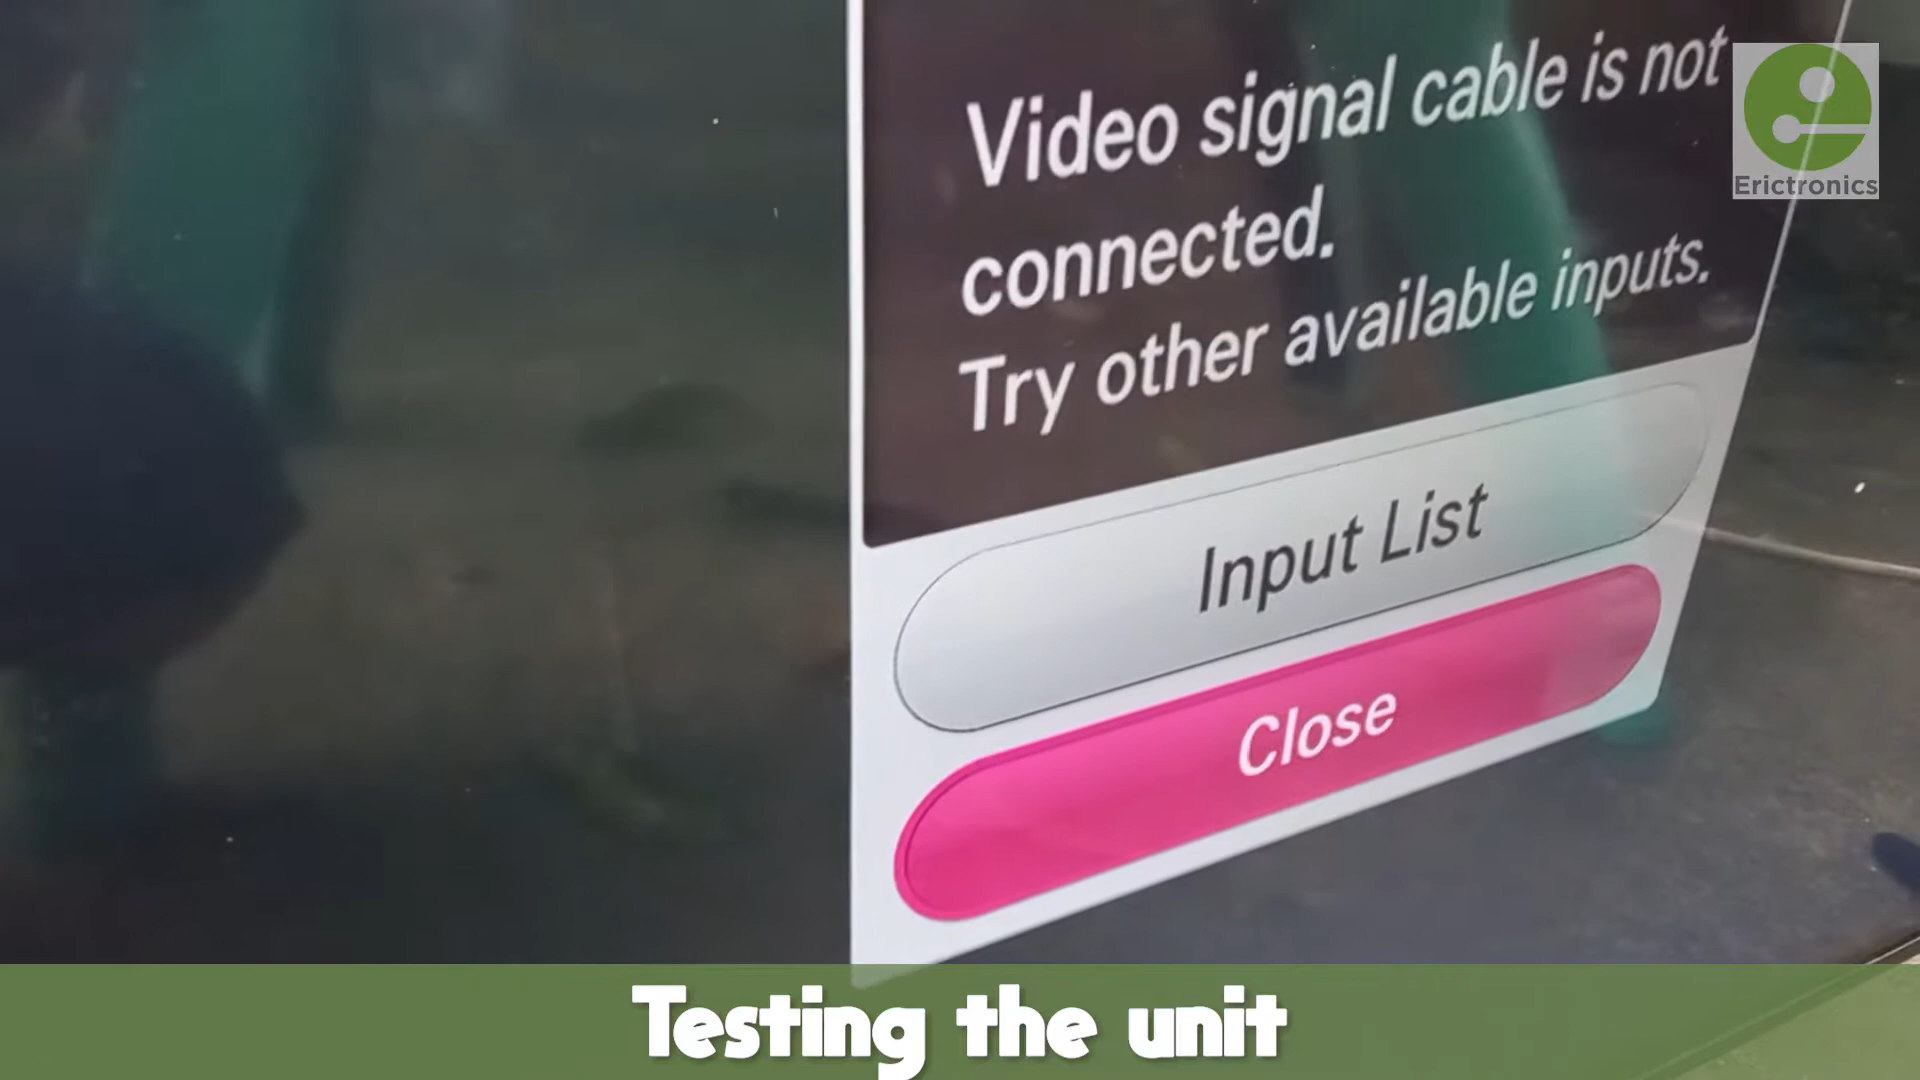 Video signal cable is not
connected.
Try other available inputs.
Input List
Close
Erictronics
Testing the unit